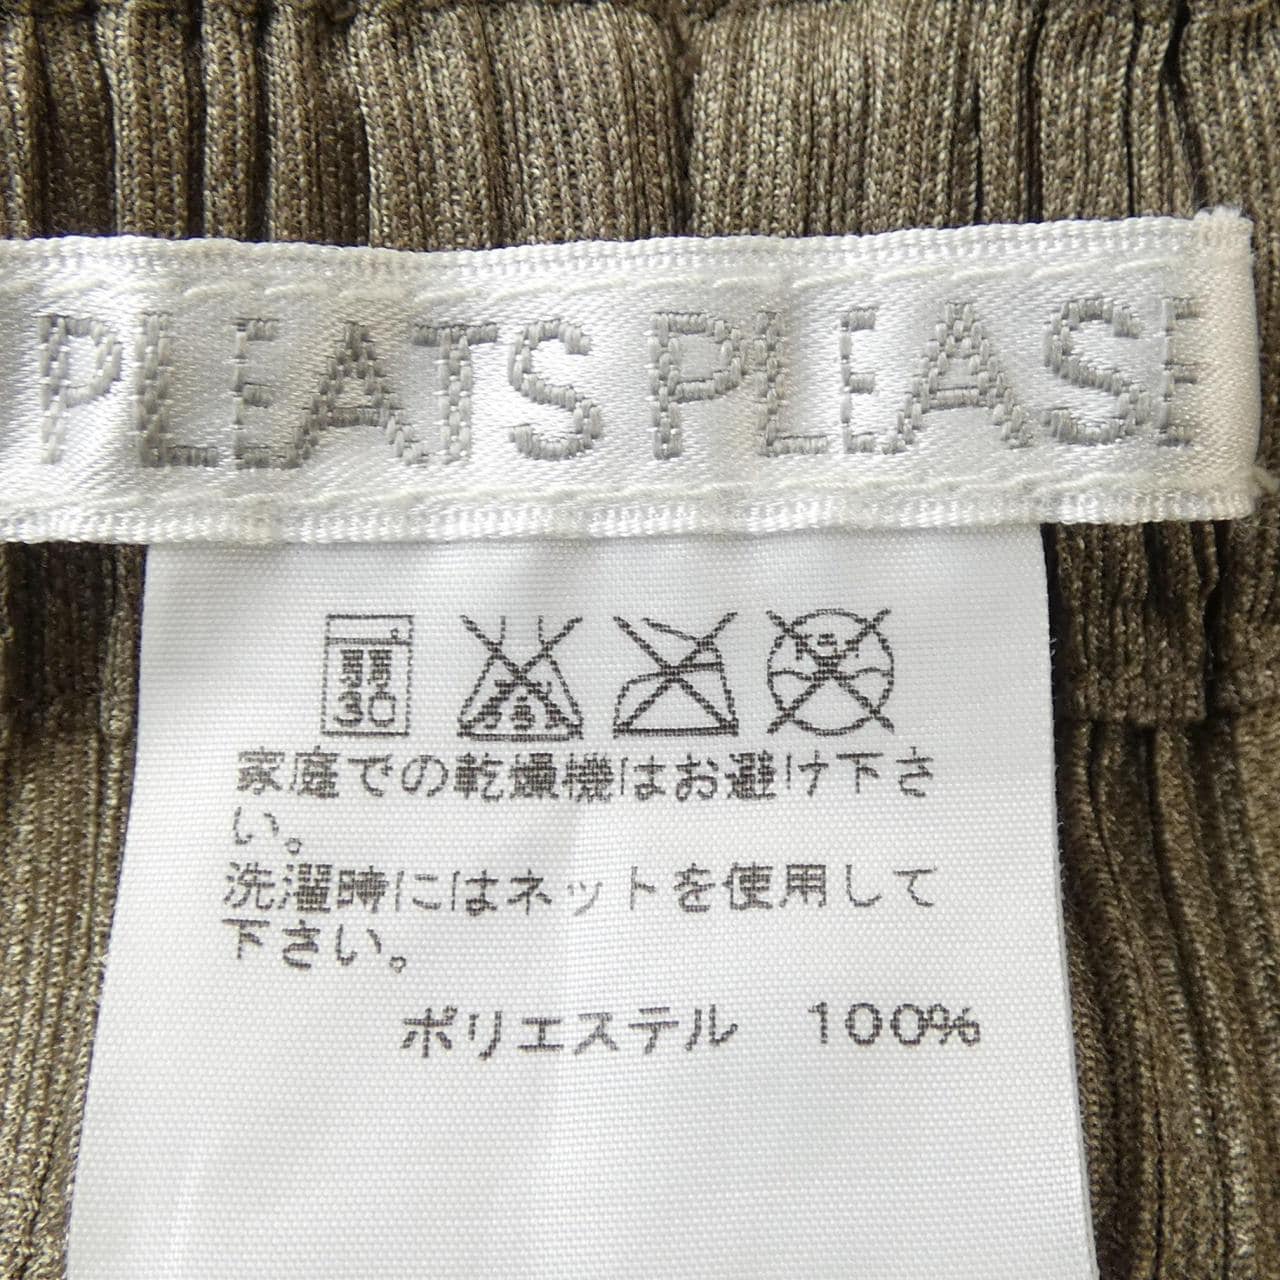 PLEATS PLEASE
弱
30
家庭での乾燥機はお避け下さ
い。
洗濯時にはネットを使用して
下さい。
ポリエステル 100%